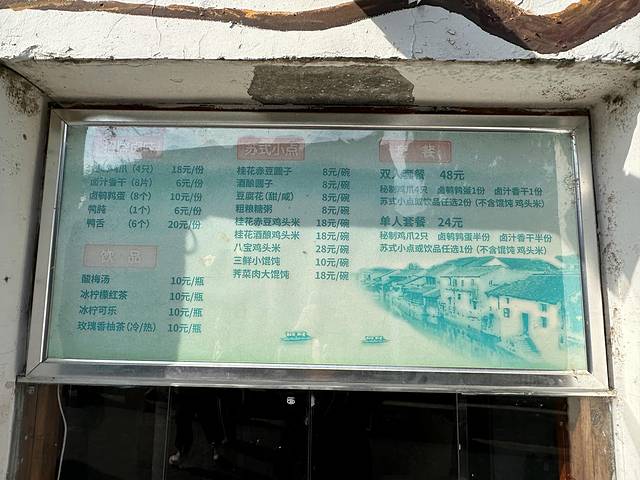 秘制鸡爪（4只） 18元/份
卤汁香干（8片） 6元/份
卤鹌鹑蛋（8个） 10元/份
鸭肫 （1个） 6元/份
鸭舌 （6个） 20元/份
饮品
酸梅汤 10元/瓶
冰柠檬红茶 10元/瓶
冰柠可乐 10元/瓶
玫瑰香柚茶（冷/热） 10元/瓶
苏式小点
桂花赤豆圆子 8元/碗
酒酿圆子 8元/碗
豆腐花（甜/咸） 8元/碗
粗粮糖粥 8元/碗
桂花赤豆鸡头米 18元/碗
桂花酒酿鸡头米 18元/碗
八宝鸡头米 28元/碗
三鲜小馄饨 10元/碗
荠菜肉大馄饨 18元/碗
套餐
双人套餐 48元
秘制鸡爪4只 卤鹌鹑蛋1份 卤汁香干1份
苏式小点或饮品任选2份（不含馄饨 鸡头米）
单人套餐 24元
秘制鸡爪2只 卤鹌鹑蛋半份 卤汁香干半份
苏式小点或饮品任选1份（不含馄饨 鸡头米）